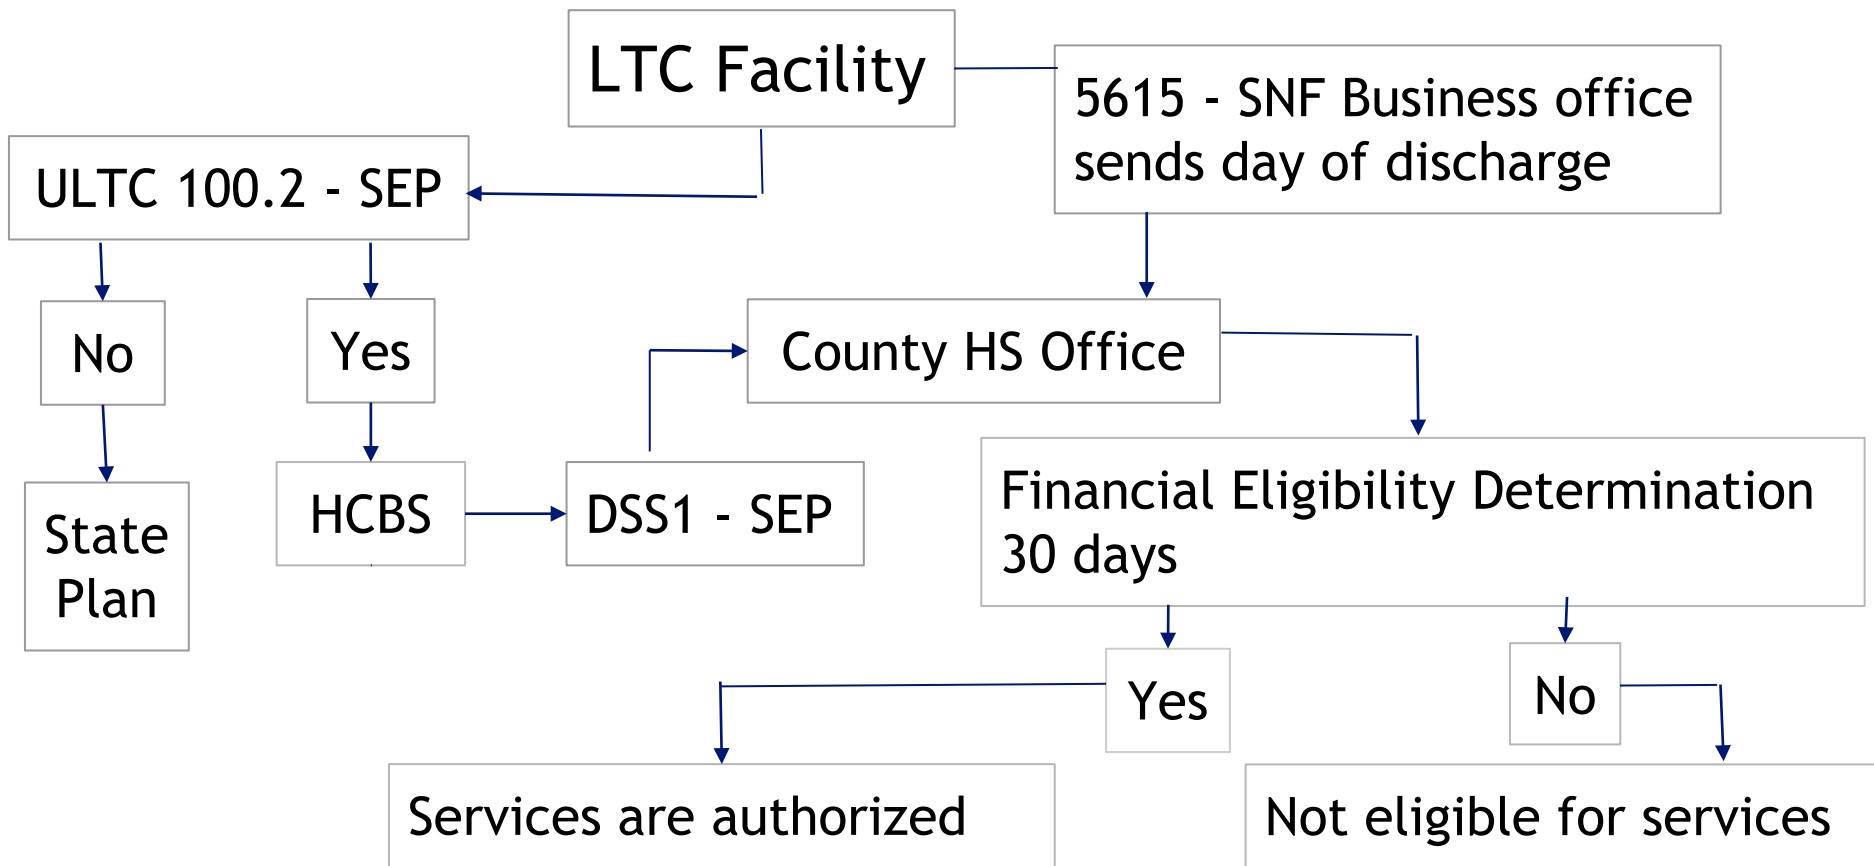 LTC Facility
5615 - SNF Business office
sends day of discharge
ULTC 100.2 - SEP
No
Yes
County HS Office
State
Plan
HCBS
DSS1 - SEP
Financial Eligibility Determination
30 days
Yes
No
Services are authorized
Not eligible for services